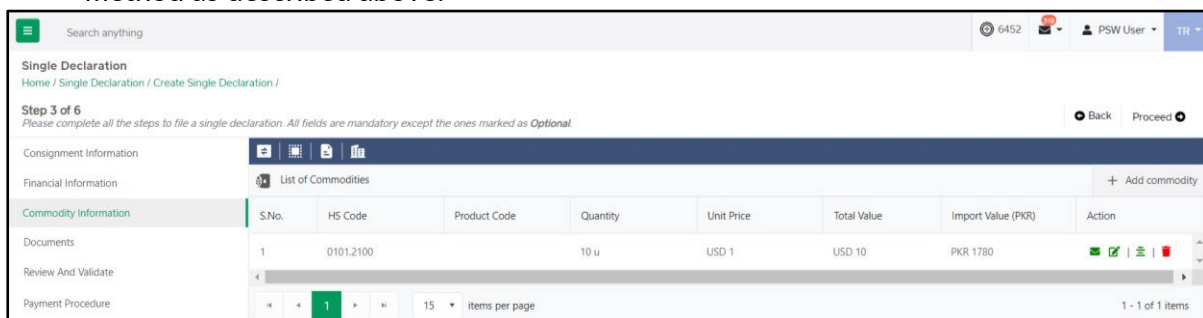 method as described above.
Search anything
6452
PSW User
TR
Single Declaration
Home / Single Declaration / Create Single Declaration /
Step 3 of 6
Please complete all the steps to file a single declaration. All fields are mandatory except the ones marked as Optional.
Back Proceed
Consignment Information
Financial Information
Commodity Information
Documents
Review And Validate
Payment Procedure
List of Commodities
+ Add commodity
S.No. HS Code Product Code Quantity Unit Price Total Value Import Value (PKR) Action
1 0101.2100 10 u USD 1 USD 10 PKR 1780
1 15 items per page 1 - 1 of 1 items